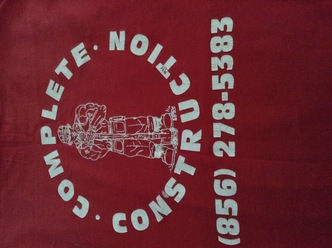 COMPLETE · CONSTRUCTION ·
(856) 278-5383